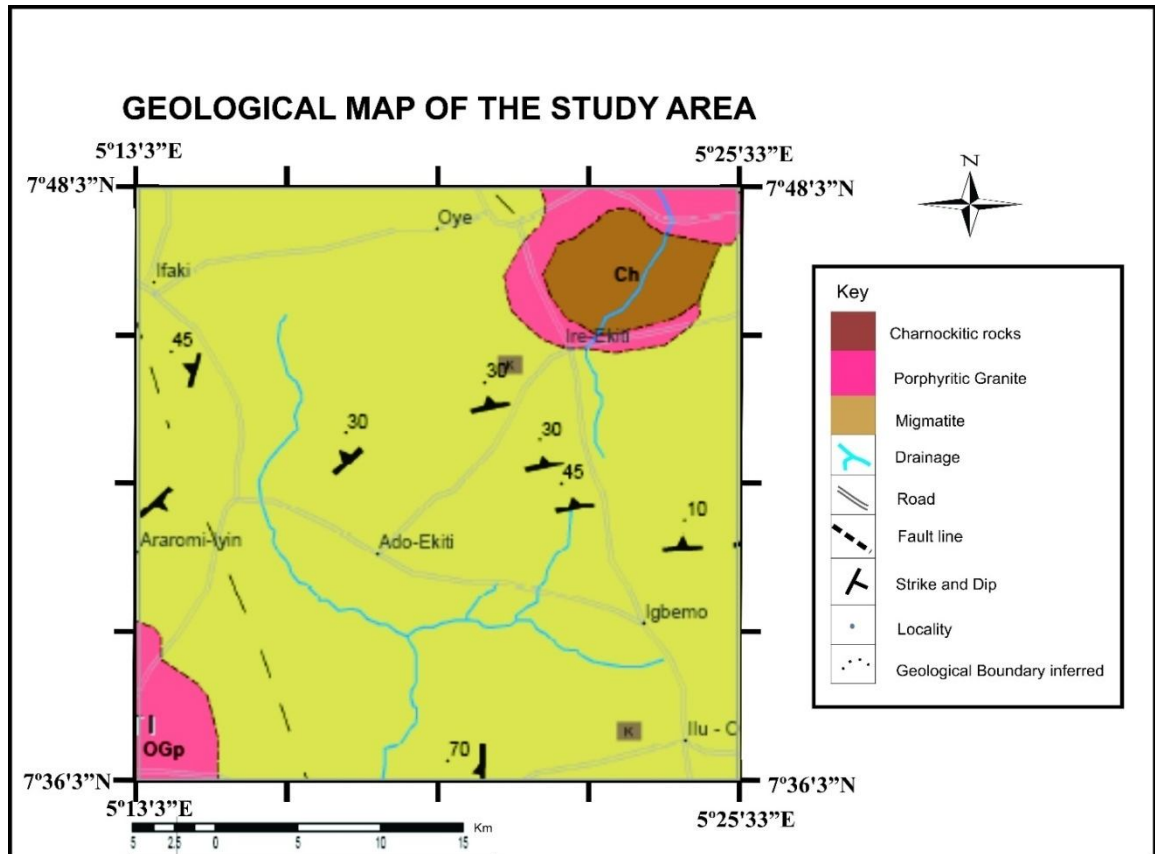 GEOLOGICAL MAP OF THE STUDY AREA
5º13'3”E
5º25'33”E
7º48'3”N
7º48'3”N
N
Oye
Ifaki
Ch
Ire-Ekiti
45
30
K
30
30
45
10
Araromi-Iyin
Ado-Ekiti
Igbemo
K
Ilu - O
70
OGp
7º36'3”N
7º36'3”N
5º13'3”E
5º25'33”E
5 2.5 0 5 10 15 Km
Key
Charnockitic rocks
Porphyritic Granite
Migmatite
Drainage
Road
Fault line
Strike and Dip
Locality
Geological Boundary inferred